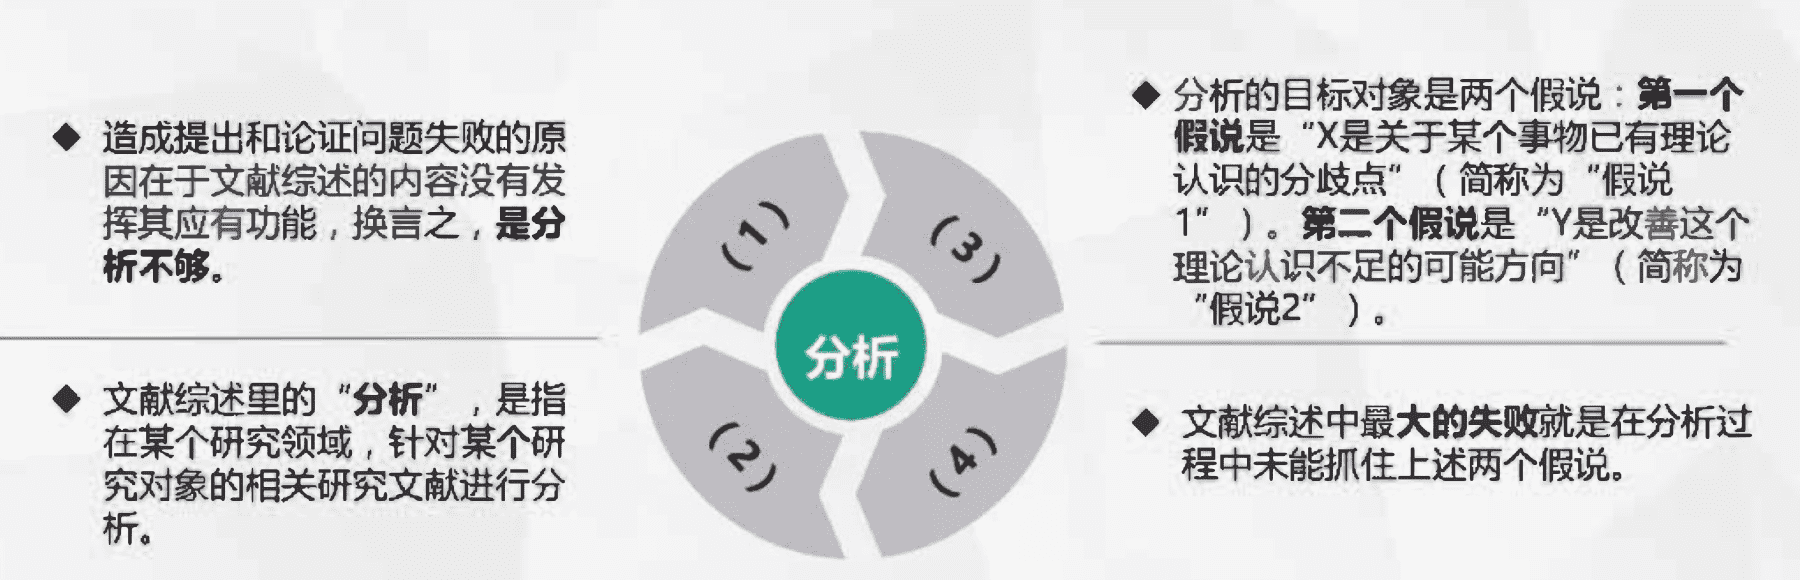 ◆ 造成提出和论证问题失败的原
因在于文献综述的内容没有发
挥其应有功能，换言之，是分
析不够。
◆ 文献综述里的“分析”，是指
在某个研究领域，针对某个研
究对象的相关研究文献进行分
析。
（1）
（2）
（3）
（4）
分析
◆ 分析的目标对象是两个假说：第一个
假说是“X是关于某个事物已有理论
认识的分歧点”（简称为“假说
1”）。第二个假说是“Y是改善这个
理论认识不足的可能方向”（简称为
“假说2”）。
◆ 文献综述中最大的失败就是在分析过
程中未能抓住上述两个假说。